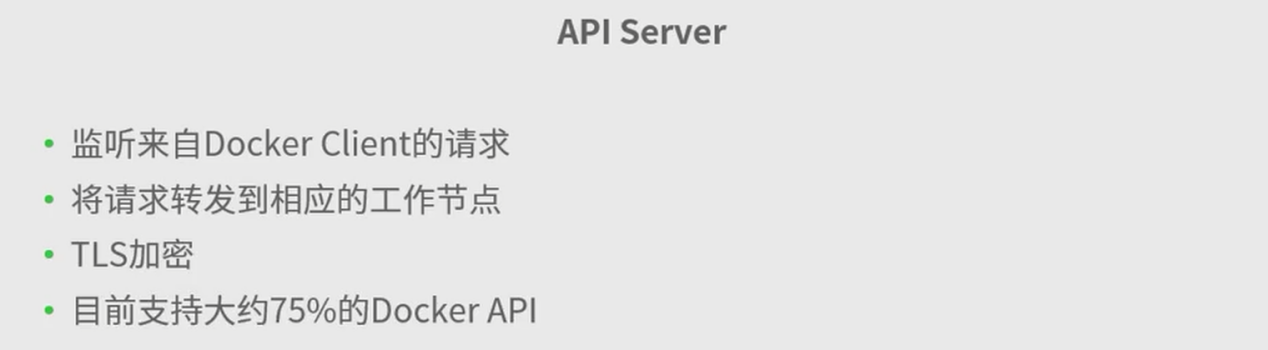 API Server
• 监听来自Docker Client的请求
• 将请求转发到相应的工作节点
• TLS加密
• 目前支持大约75%的Docker API